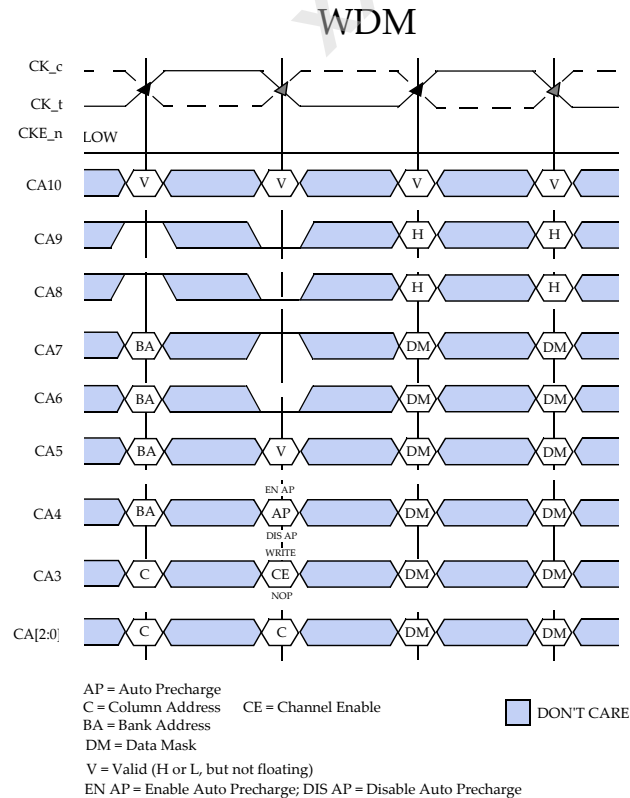 WDM
CK_c
CK_t
CKE_n LOW
CA10 V V V V
CA9 H H
CA8 H H
CA7 BA DM DM
CA6 BA DM DM
CA5 BA V DM DM
EN AP
CA4 BA AP DM DM
DIS AP
WRITE
CA3 C CE DM DM
NOP
CA[2:0] C C DM DM
AP = Auto Precharge
C = Column Address CE = Channel Enable
BA = Bank Address
DON'T CARE
DM = Data Mask
V = Valid (H or L, but not floating)
EN AP = Enable Auto Precharge; DIS AP = Disable Auto Precharge